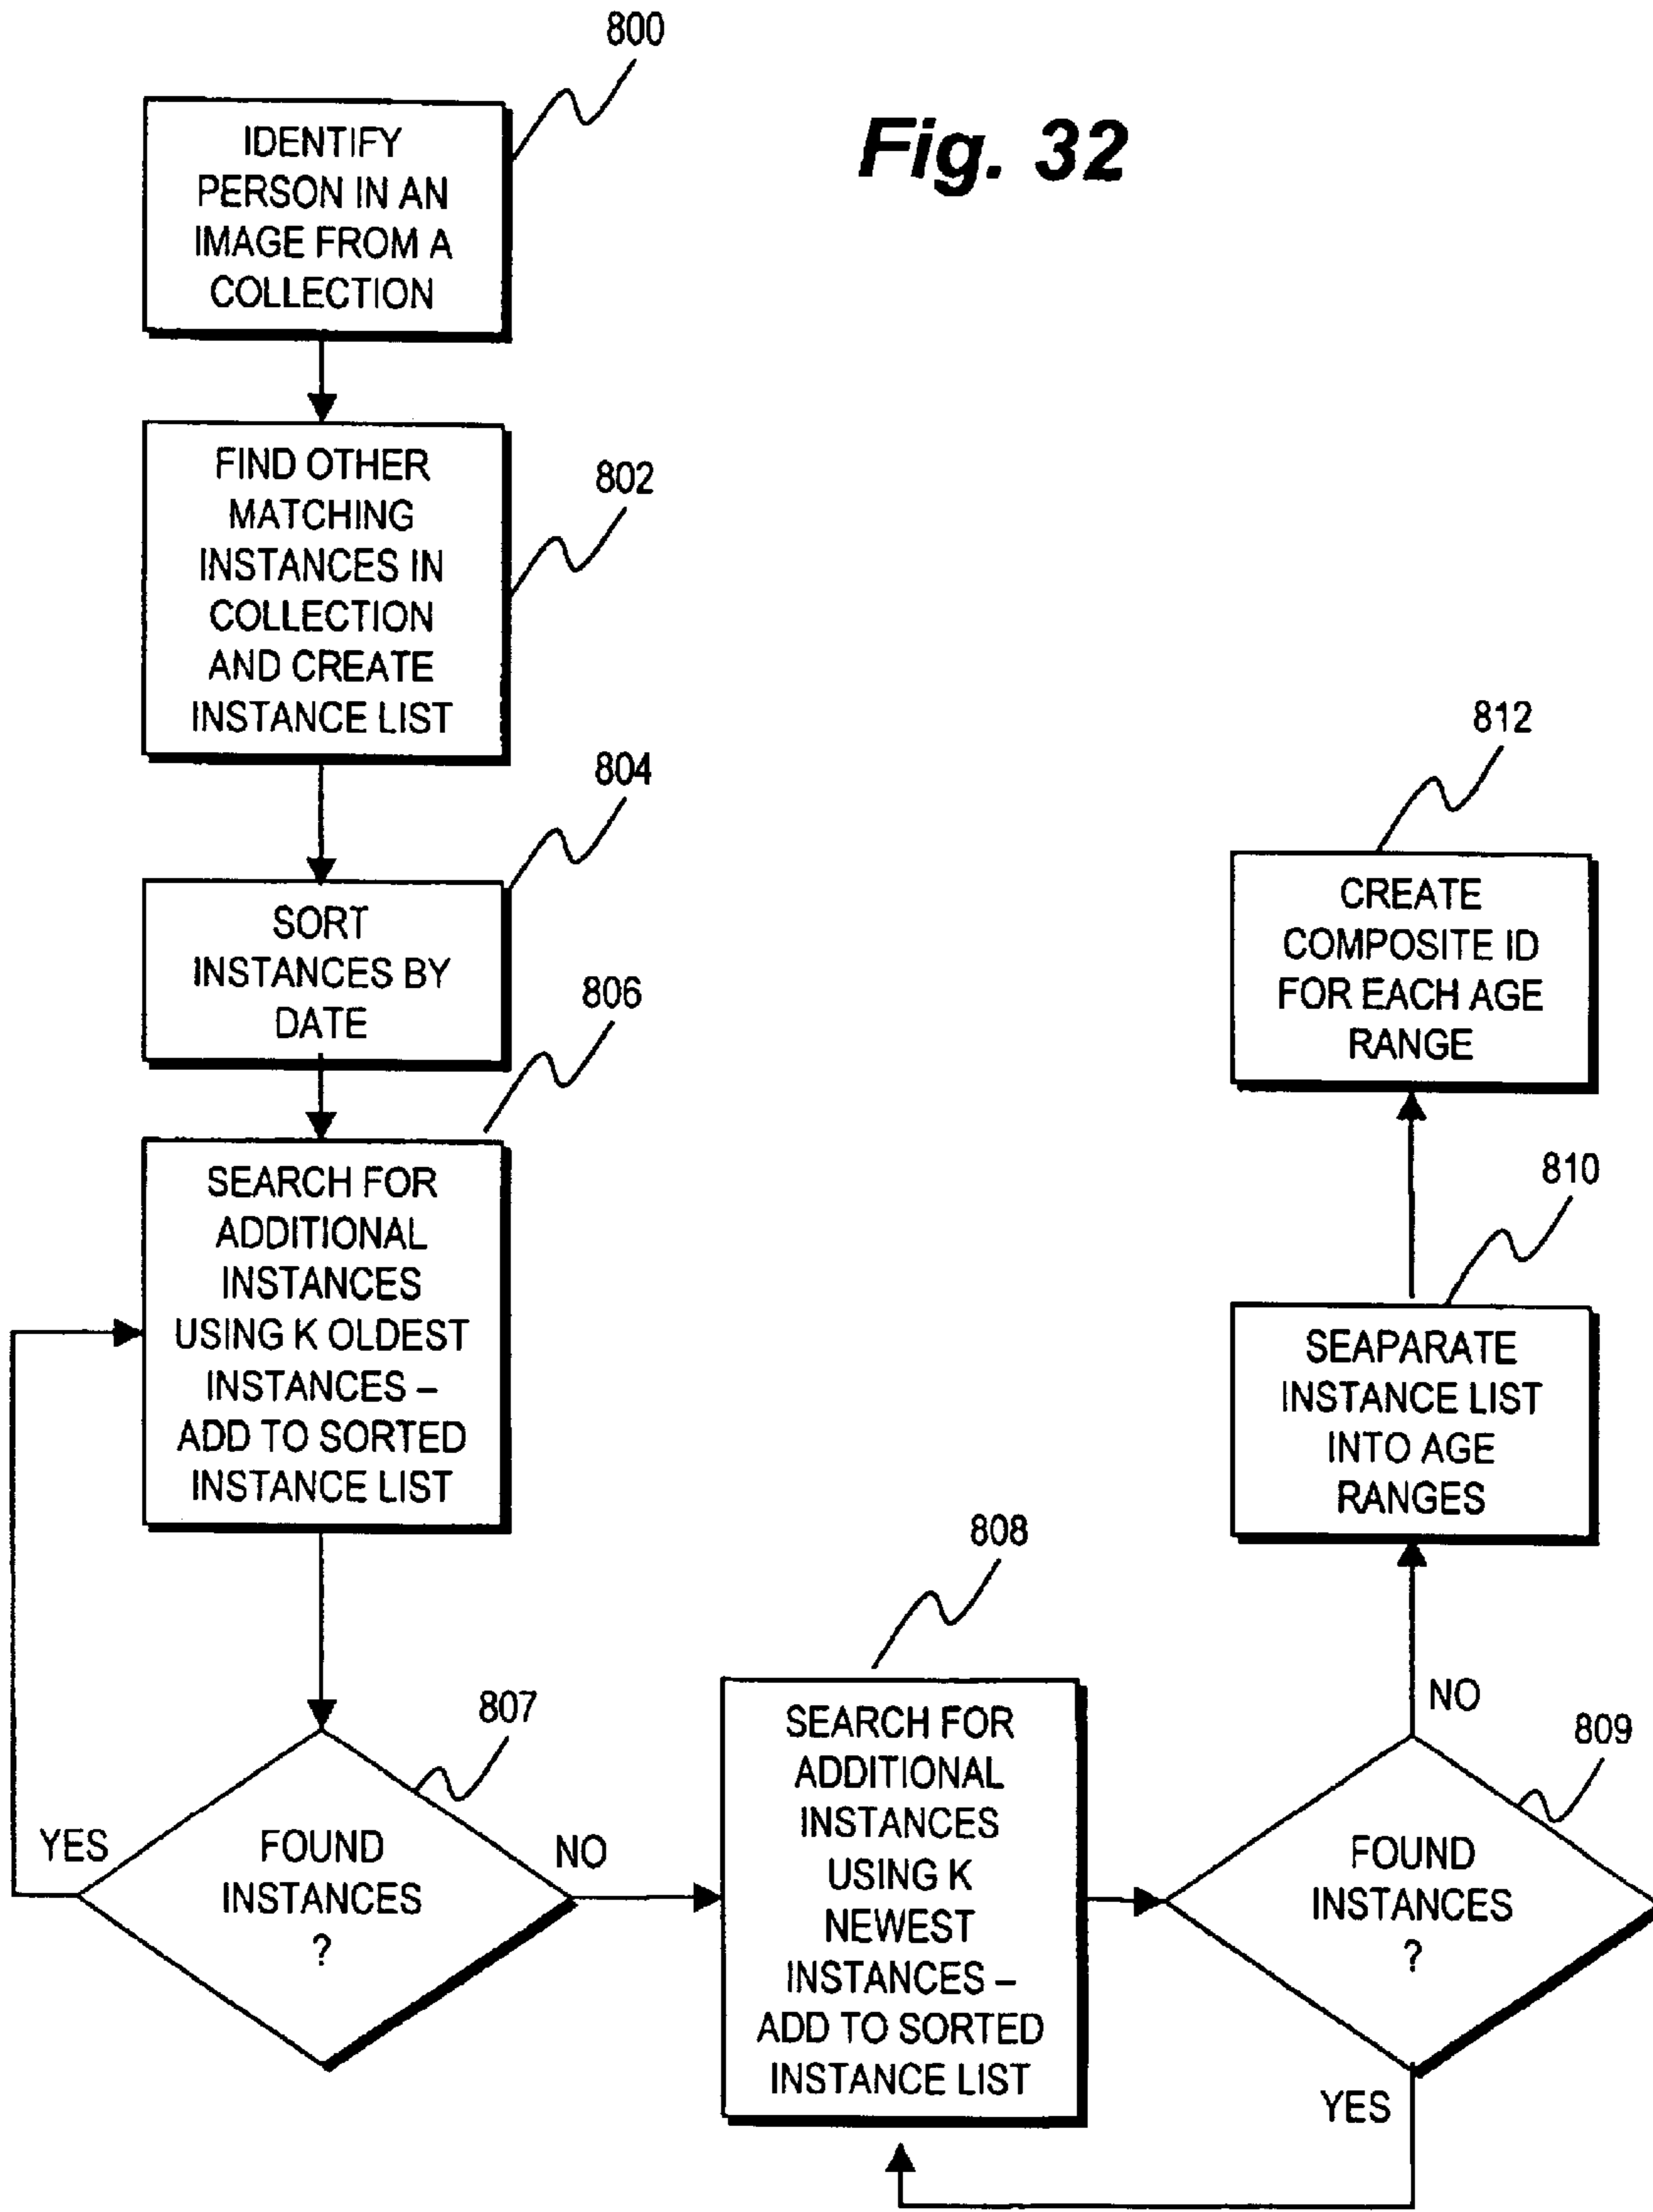 Fig. 32
800
IDENTIFY
PERSON IN AN
IMAGE FROM A
COLLECTION
802
FIND OTHER
MATCHING
INSTANCES IN
COLLECTION
AND CREATE
INSTANCE LIST
804
SORT
INSTANCES BY
DATE
806
SEARCH FOR
ADDITIONAL
INSTANCES
USING K OLDEST
INSTANCES –
ADD TO SORTED
INSTANCE LIST
807
FOUND
INSTANCES
?
YES
NO
808
SEARCH FOR
ADDITIONAL
INSTANCES
USING K
NEWEST
INSTANCES –
ADD TO SORTED
INSTANCE LIST
809
FOUND
INSTANCES
?
YES
NO
810
SEAPARATE
INSTANCE LIST
INTO AGE
RANGES
812
CREATE
COMPOSITE ID
FOR EACH AGE
RANGE